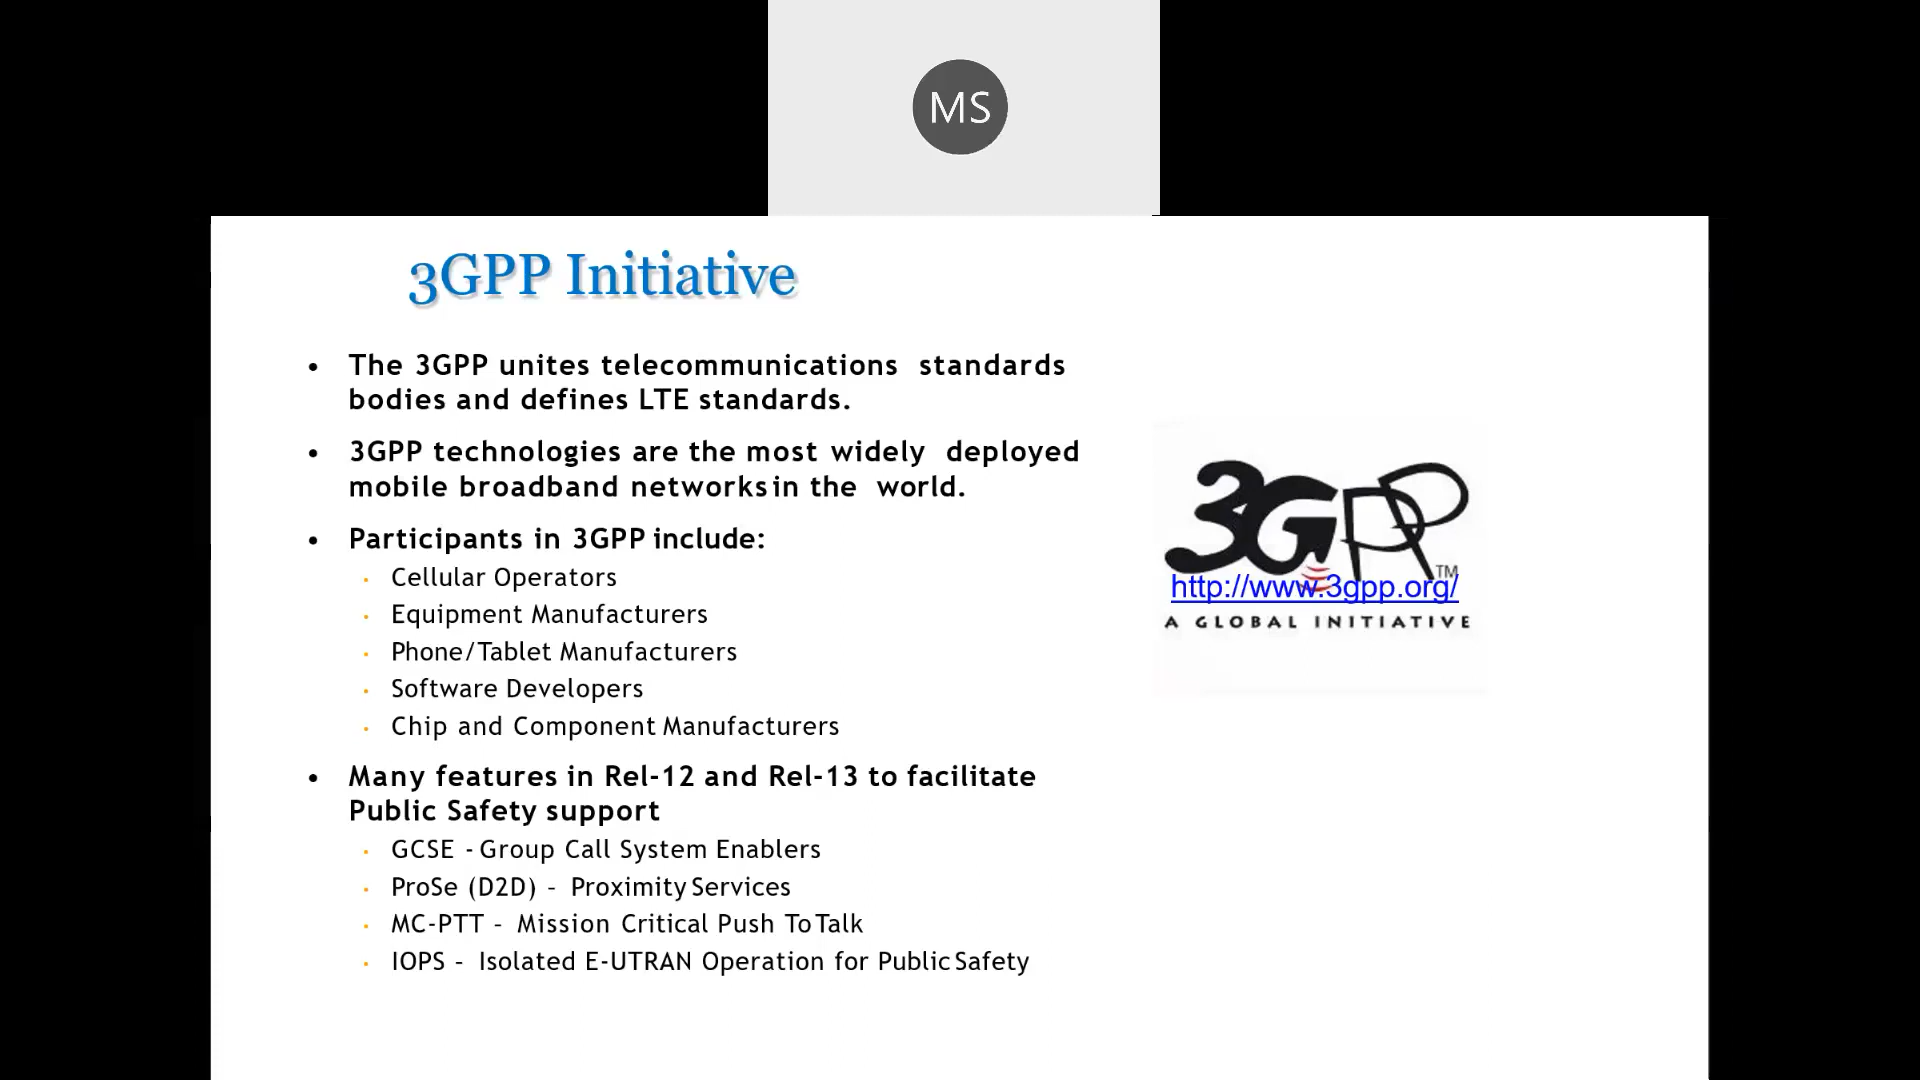 MS
3GPP Initiative
• The 3GPP unites telecommunications standards
bodies and defines LTE standards.
• 3GPP technologies are the most widely deployed
mobile broadband networks in the world.
• Participants in 3GPP include:
• Cellular Operators
• Equipment Manufacturers
• Phone/Tablet Manufacturers
• Software Developers
• Chip and Component Manufacturers
• Many features in Rel-12 and Rel-13 to facilitate
Public Safety support
• GCSE - Group Call System Enablers
• ProSe (D2D) – Proximity Services
• MC-PTT – Mission Critical Push To Talk
• IOPS – Isolated E-UTRAN Operation for Public Safety
3GPP TM
http://www.3gpp.org/
A GLOBAL INITIATIVE